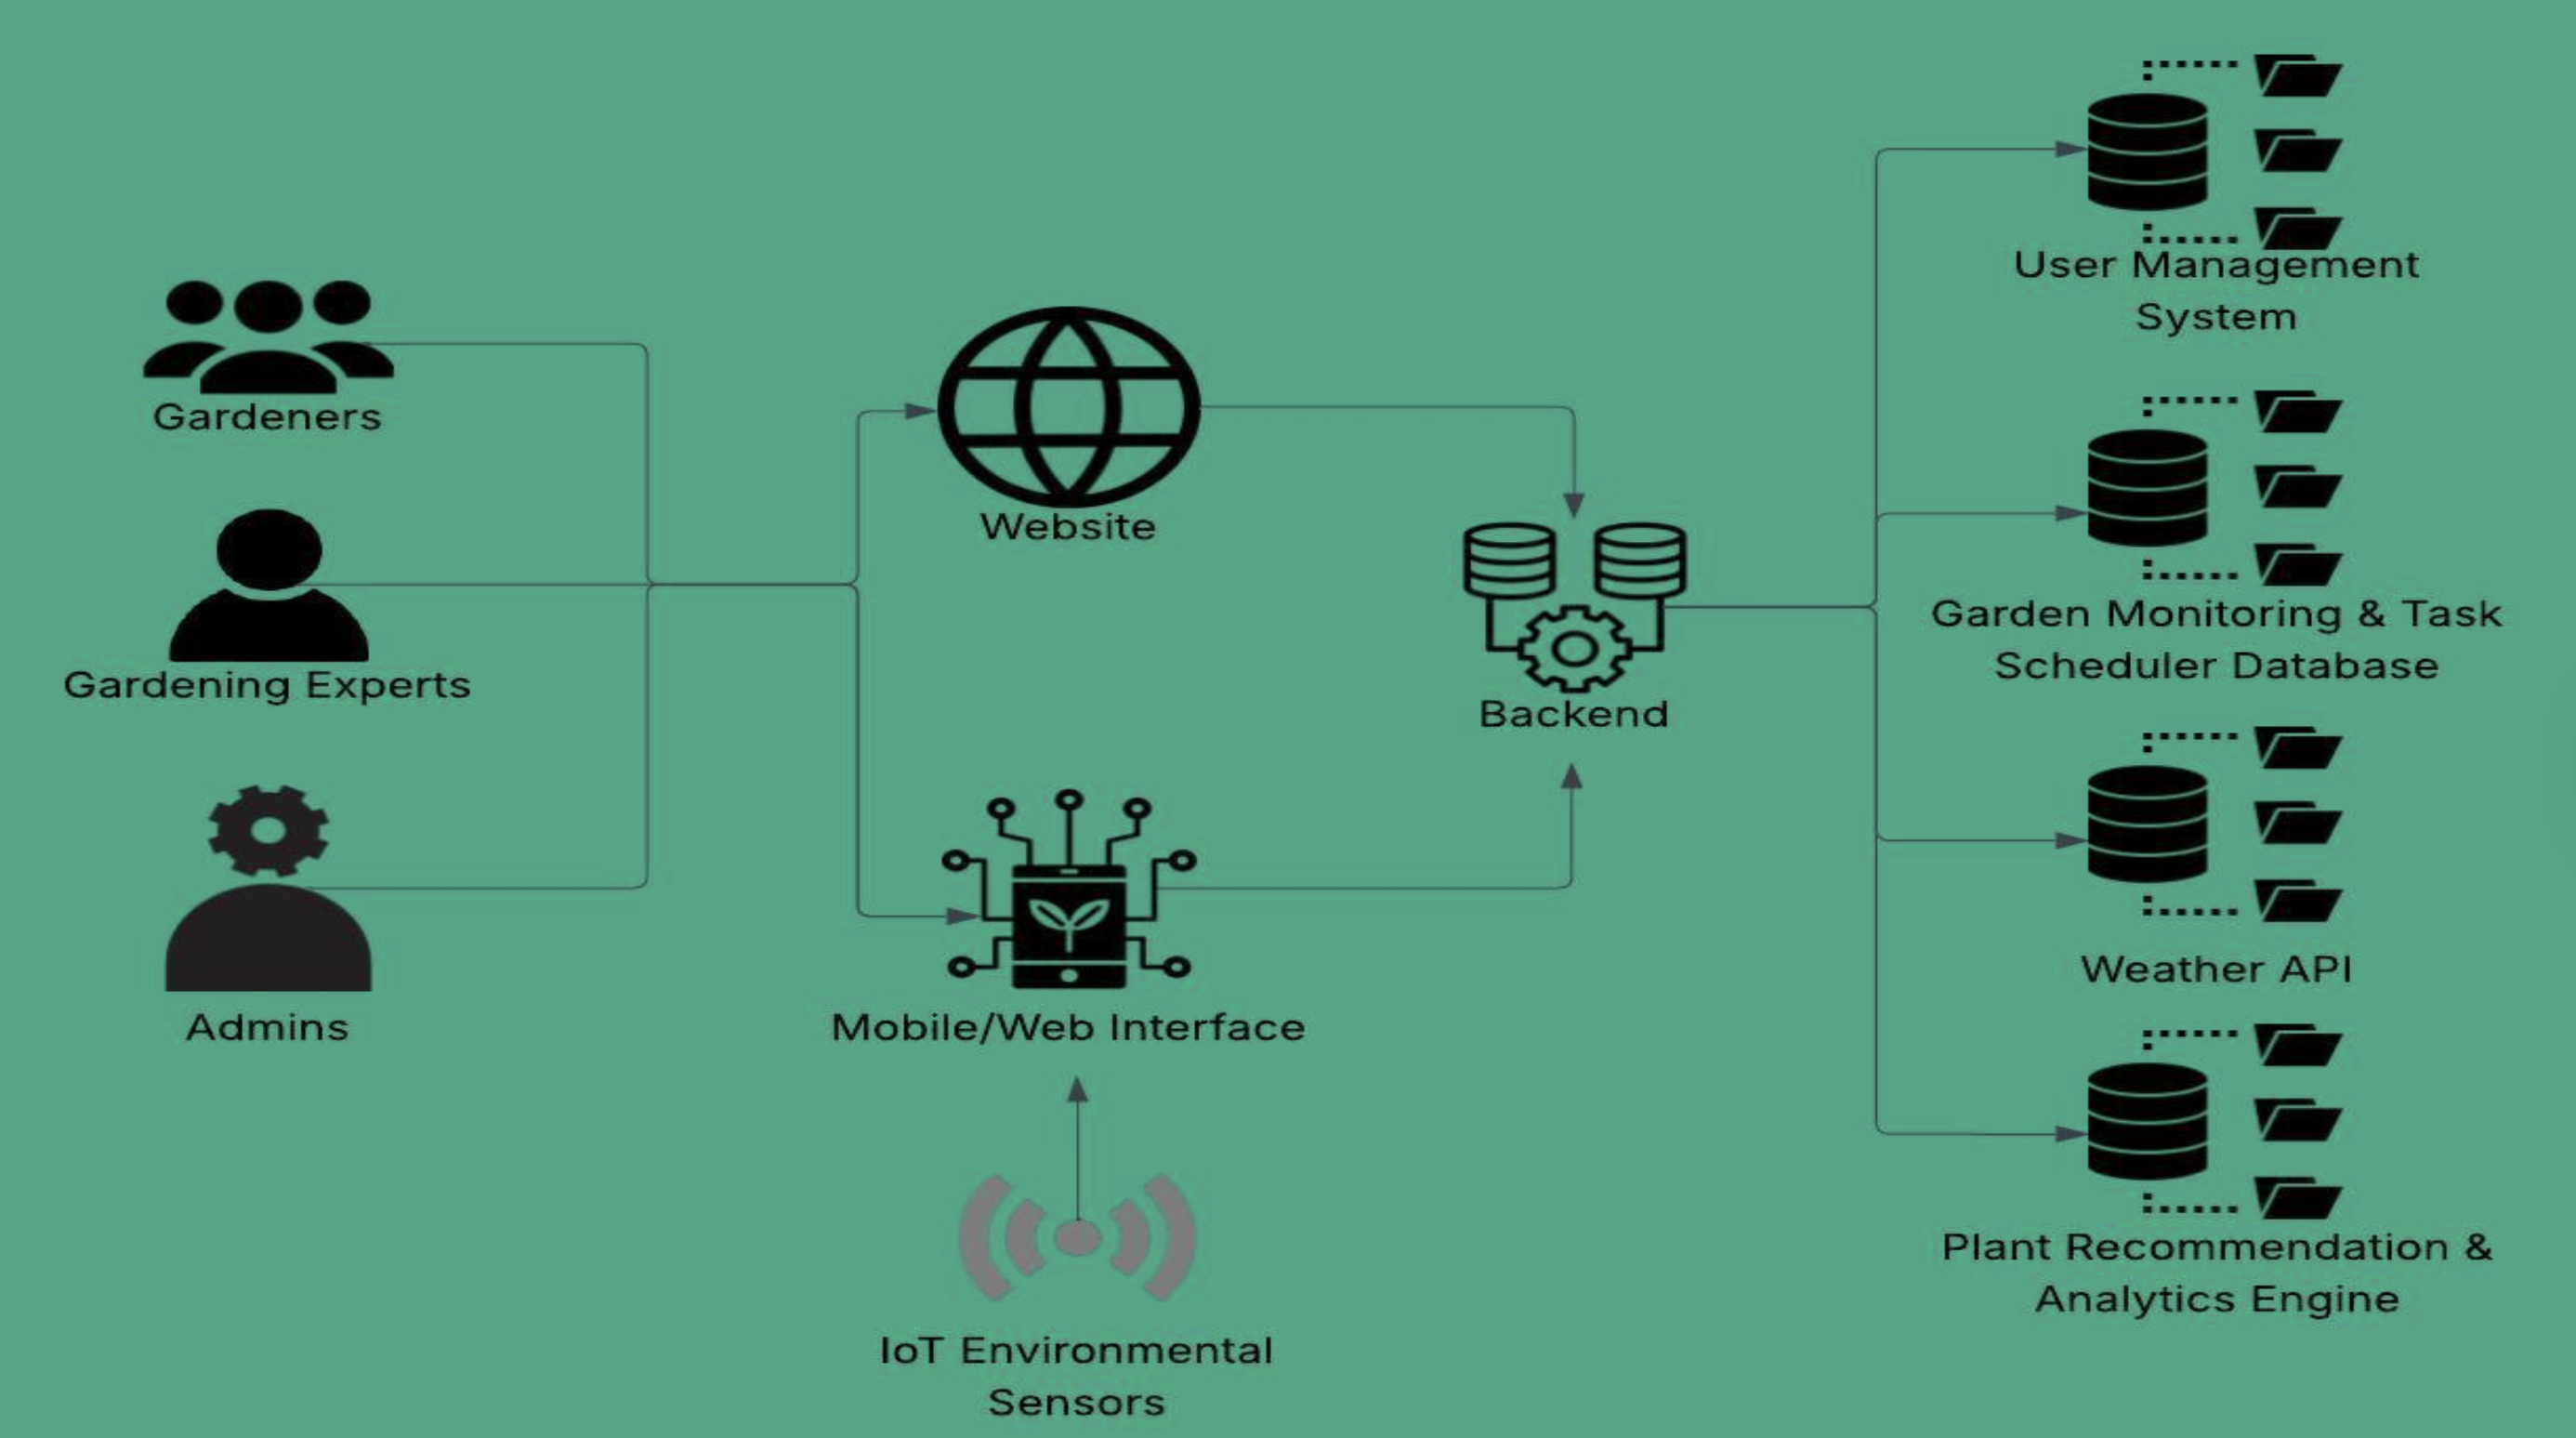 Gardeners
Gardening Experts
Admins
Website
Mobile/Web Interface
IoT Environmental
Sensors
Backend
User Management
System
Garden Monitoring & Task
Scheduler Database
Weather API
Plant Recommendation &
Analytics Engine